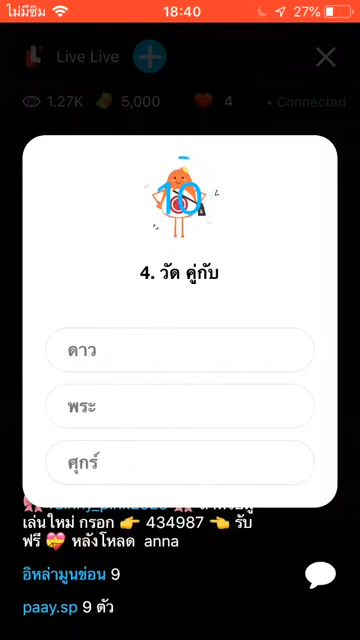 ไม่มีซิม 18:40 27%
Live Live
1.27K 5,000 4 • Connected
10
4. วัด คู่กับ
ดาว
พระ
ศุกร์
เล่นใหม่ กรอก 👉 434987 👈 รับ
ฟรี 💝 หลังโหลด anna
อิหล่ามูนข่อน 9
paay.sp 9 ตัว